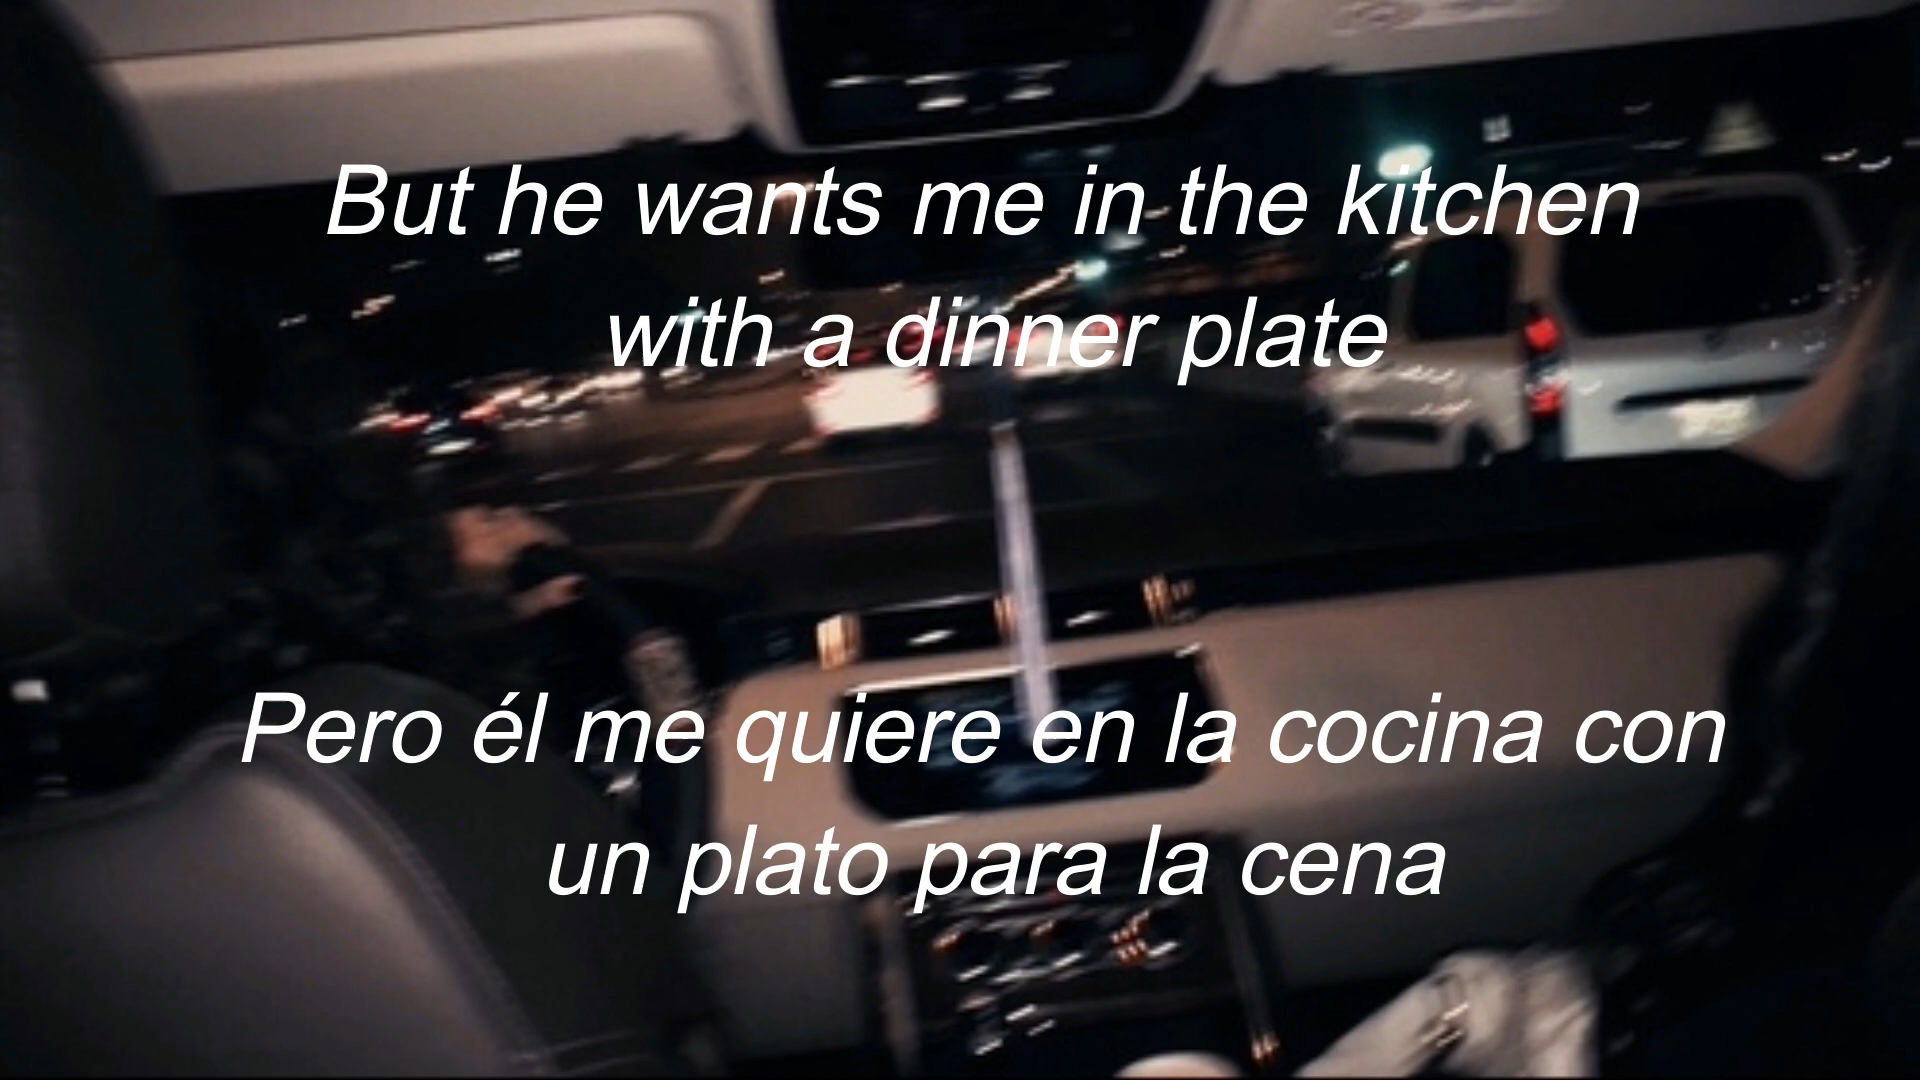 But he wants me in the kitchen
with a dinner plate
Pero él me quiere en la cocina con
un plato para la cena